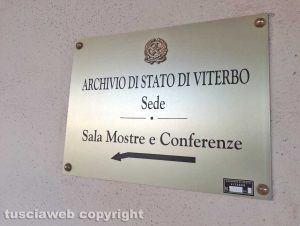 ARCHIVIO DI STATO DI VITERBO
Sede
Sala Mostre e Conferenze
tusciaweb copyright